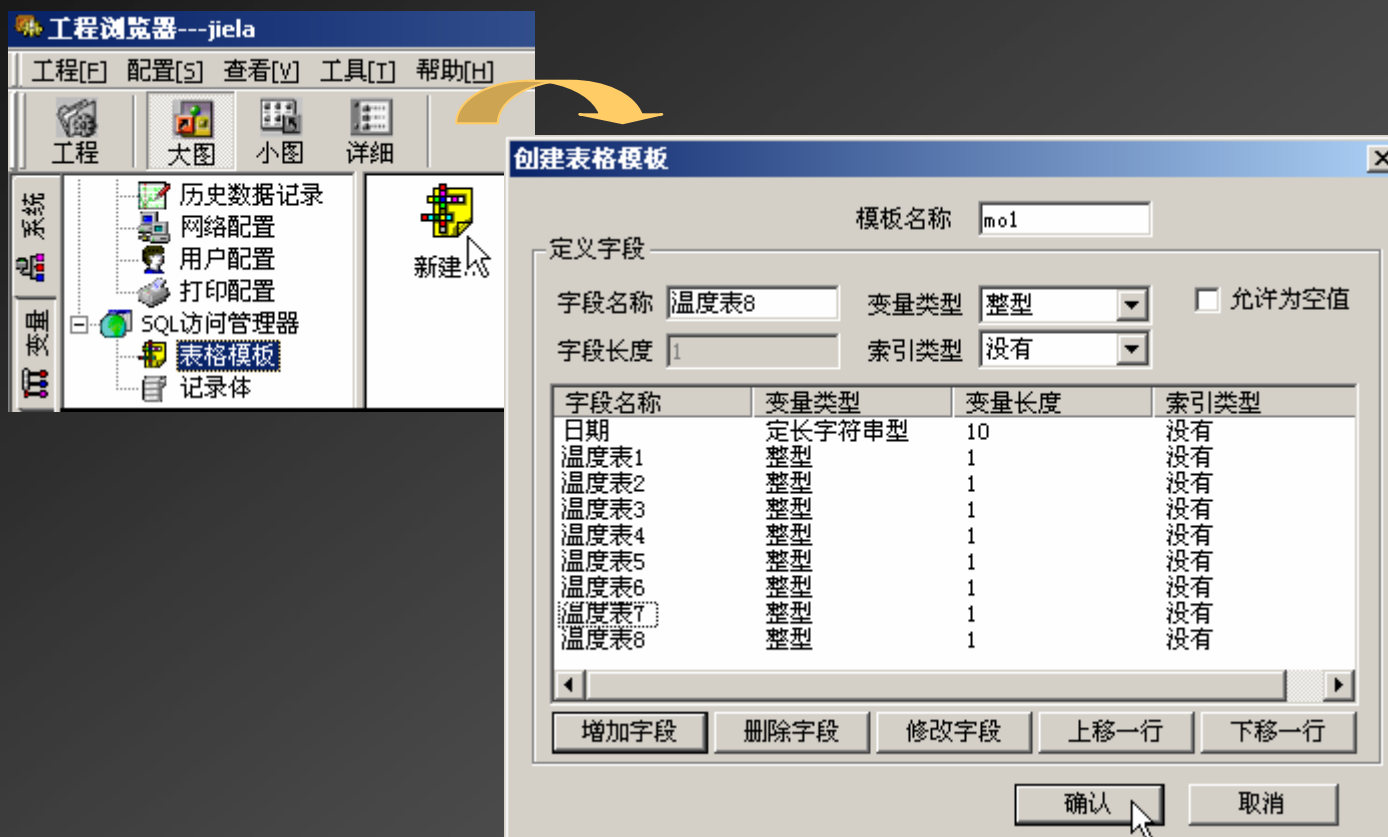 工程浏览器---jiela
工程[F] 配置[S] 查看[V] 工具[T] 帮助[H]
工程 大图 小图 详细
系统
变量
历史数据记录
网络配置
用户配置
打印配置
SQL访问管理器
表格模板
记录体
新建...
创建表格模板
模板名称 mo1
定义字段
字段名称 温度表8 变量类型 整型 允许为空值
字段长度 1 索引类型 没有
字段名称 变量类型 变量长度 索引类型
日期 定长字符串型 10 没有
温度表1 整型 1 没有
温度表2 整型 1 没有
温度表3 整型 1 没有
温度表4 整型 1 没有
温度表5 整型 1 没有
温度表6 整型 1 没有
温度表7 整型 1 没有
温度表8 整型 1 没有
增加字段 删除字段 修改字段 上移一行 下移一行
确认 取消